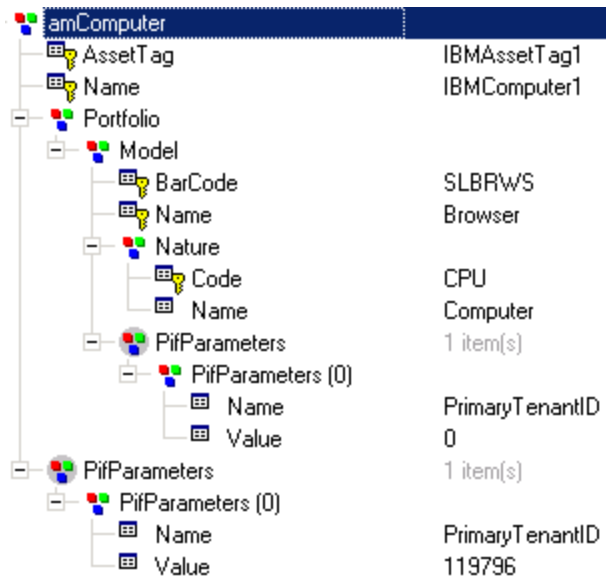 amComputer
AssetTag IBMAssetTag1
Name IBMComputer1
Portfolio
Model
BarCode SLBRWS
Name Browser
Nature
Code CPU
Name Computer
PifParameters 1 item(s)
PifParameters (0)
Name PrimaryTenantID
Value 0
PifParameters 1 item(s)
PifParameters (0)
Name PrimaryTenantID
Value 119796